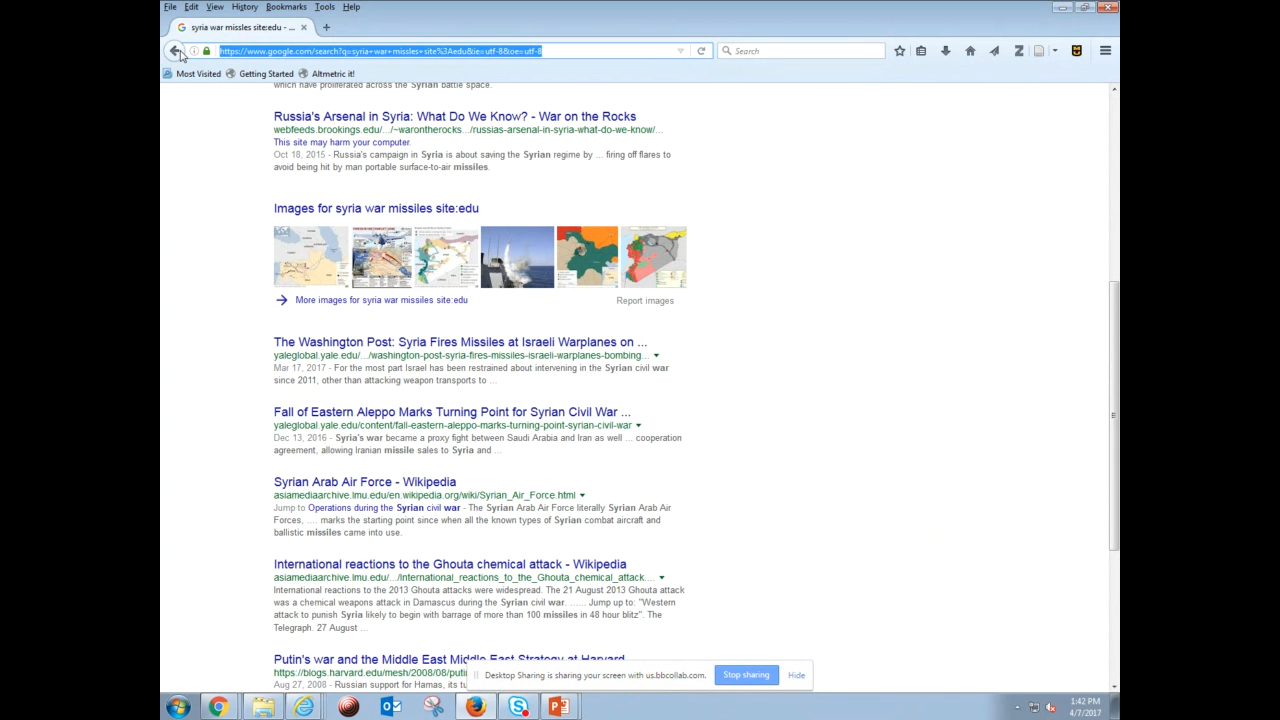 File Edit View History Bookmarks Tools Help
syria war missles site:edu - ...
https://www.google.com/search?q=syria+war+missles+site%3Aedu&ie=utf-8&oe=utf-8
Search
Most Visited Getting Started Altmetric it!
which have proliferated across the Syrian battle space.
Russia's Arsenal in Syria: What Do We Know? - War on the Rocks
webfeeds.brookings.edu/.../~warontherocks.../russias-arsenal-in-syria-what-do-we-know/...
This site may harm your computer.
Oct 18, 2015 - Russia's campaign in Syria is about saving the Syrian regime by ... firing off flares to
avoid being hit by man portable surface-to-air missiles.
Images for syria war missiles site:edu
More images for syria war missiles site:edu
Report images
The Washington Post: Syria Fires Missiles at Israeli Warplanes on ...
yaleglobal.yale.edu/.../washington-post-syria-fires-missiles-israeli-warplanes-bombing...
Mar 17, 2017 - For the most part Israel has been restrained about intervening in the Syrian civil war
since 2011, other than attacking weapon transports to ...
Fall of Eastern Aleppo Marks Turning Point for Syrian Civil War ...
yaleglobal.yale.edu/content/fall-eastern-aleppo-marks-turning-point-syrian-civil-war
Dec 13, 2016 - Syria's war became a proxy fight between Saudi Arabia and Iran as well ... cooperation
agreement, allowing Iranian missile sales to Syria and ...
Syrian Arab Air Force - Wikipedia
asiamediaarchive.lmu.edu/en.wikipedia.org/wiki/Syrian_Air_Force.html
Jump to Operations during the Syrian civil war - The Syrian Arab Air Force literally Syrian Arab Air
Forces, .... marks the starting point since when all the known types of Syrian combat aircraft and
ballistic missiles came into use.
International reactions to the Ghouta chemical attack - Wikipedia
asiamediaarchive.lmu.edu/.../International_reactions_to_the_Ghouta_chemical_attack....
International reactions to the 2013 Ghouta attacks were widespread. The 21 August 2013 Ghouta attack
was a chemical weapons attack in Damascus during the Syrian civil war. ...... Jump up to: "Western
attack to punish Syria likely to begin with barrage of more than 100 missiles in 48 hour blitz". The
Telegraph. 27 August ...
Putin's war and the Middle East Middle East Strategy at Harvard
https://blogs.harvard.edu/mesh/2008/08/puti
Aug 27, 2008 - Russian support for Hamas, its tu
Desktop Sharing is sharing your screen with us.bbcollab.com.
Stop sharing
Hide
1:42 PM
4/7/2017